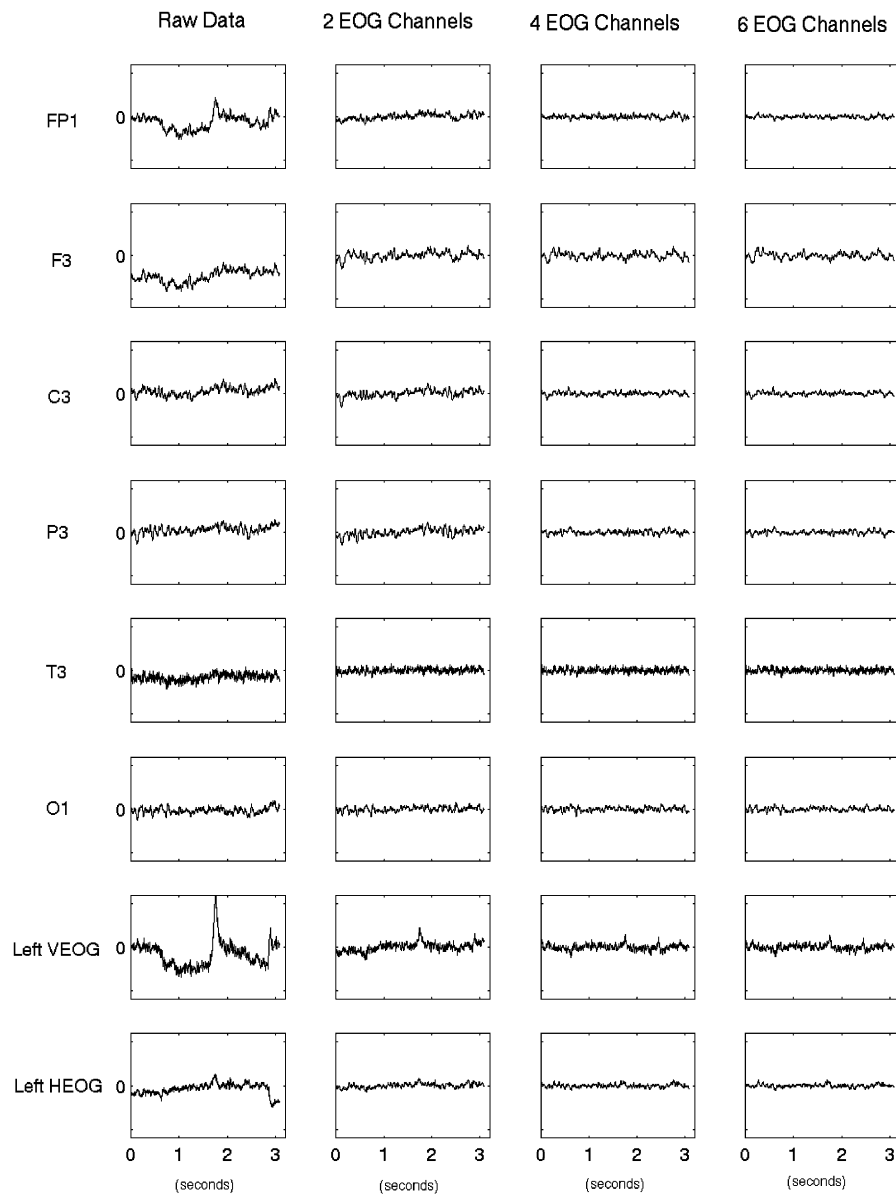 Raw Data 2 EOG Channels 4 EOG Channels 6 EOG Channels
FP1 0
F3 0
C3 0
P3 0
T3 0
O1 0
Left VEOG 0
Left HEOG 0
0 1 2 3 0 1 2 3 0 1 2 3 0 1 2 3
(seconds) (seconds) (seconds) (seconds)